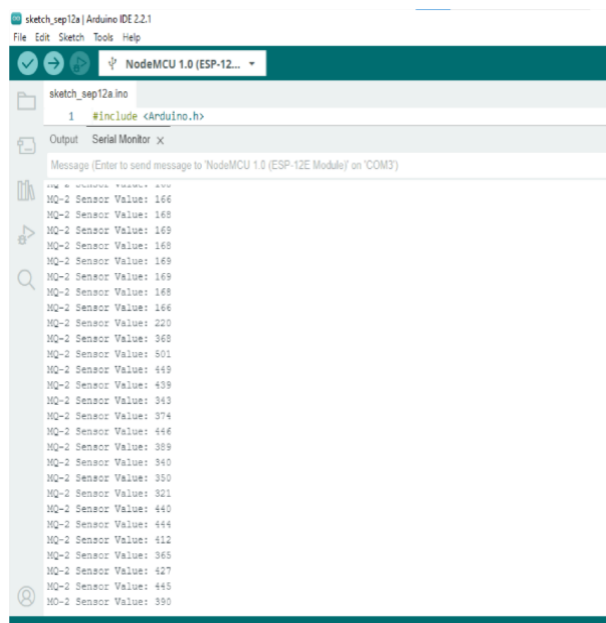 sketch_sep12a | Arduino IDE 2.2.1
File Edit Sketch Tools Help
NodeMCU 1.0 (ESP-12...
sketch_sep12a.ino
1 #include <Arduino.h>
Output Serial Monitor ×
Message (Enter to send message to 'NodeMCU 1.0 (ESP-12E Module)' on 'COM3')
MQ-2 Sensor Value: 166
MQ-2 Sensor Value: 168
MQ-2 Sensor Value: 169
MQ-2 Sensor Value: 168
MQ-2 Sensor Value: 169
MQ-2 Sensor Value: 169
MQ-2 Sensor Value: 168
MQ-2 Sensor Value: 166
MQ-2 Sensor Value: 220
MQ-2 Sensor Value: 368
MQ-2 Sensor Value: 501
MQ-2 Sensor Value: 449
MQ-2 Sensor Value: 439
MQ-2 Sensor Value: 343
MQ-2 Sensor Value: 374
MQ-2 Sensor Value: 446
MQ-2 Sensor Value: 389
MQ-2 Sensor Value: 340
MQ-2 Sensor Value: 350
MQ-2 Sensor Value: 321
MQ-2 Sensor Value: 440
MQ-2 Sensor Value: 444
MQ-2 Sensor Value: 412
MQ-2 Sensor Value: 365
MQ-2 Sensor Value: 427
MQ-2 Sensor Value: 445
MQ-2 Sensor Value: 390